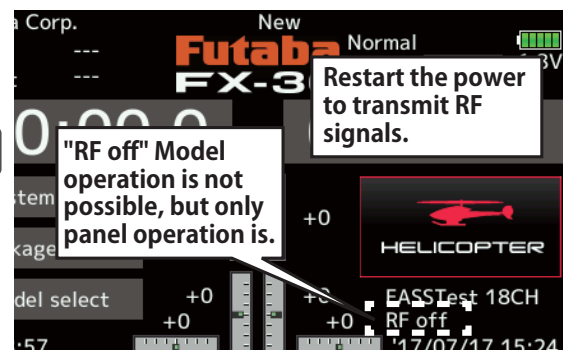 a Corp.
New
Normal
---
Futaba
---
FX-3
Restart the power
to transmit RF
signals.
"RF off" Model
operation is not
possible, but only
panel operation is.
+0
HELICOPTER
del select
+0
+0
EASSTest 18CH
+0
+0
RF off
:57
'17/07/17 15:24